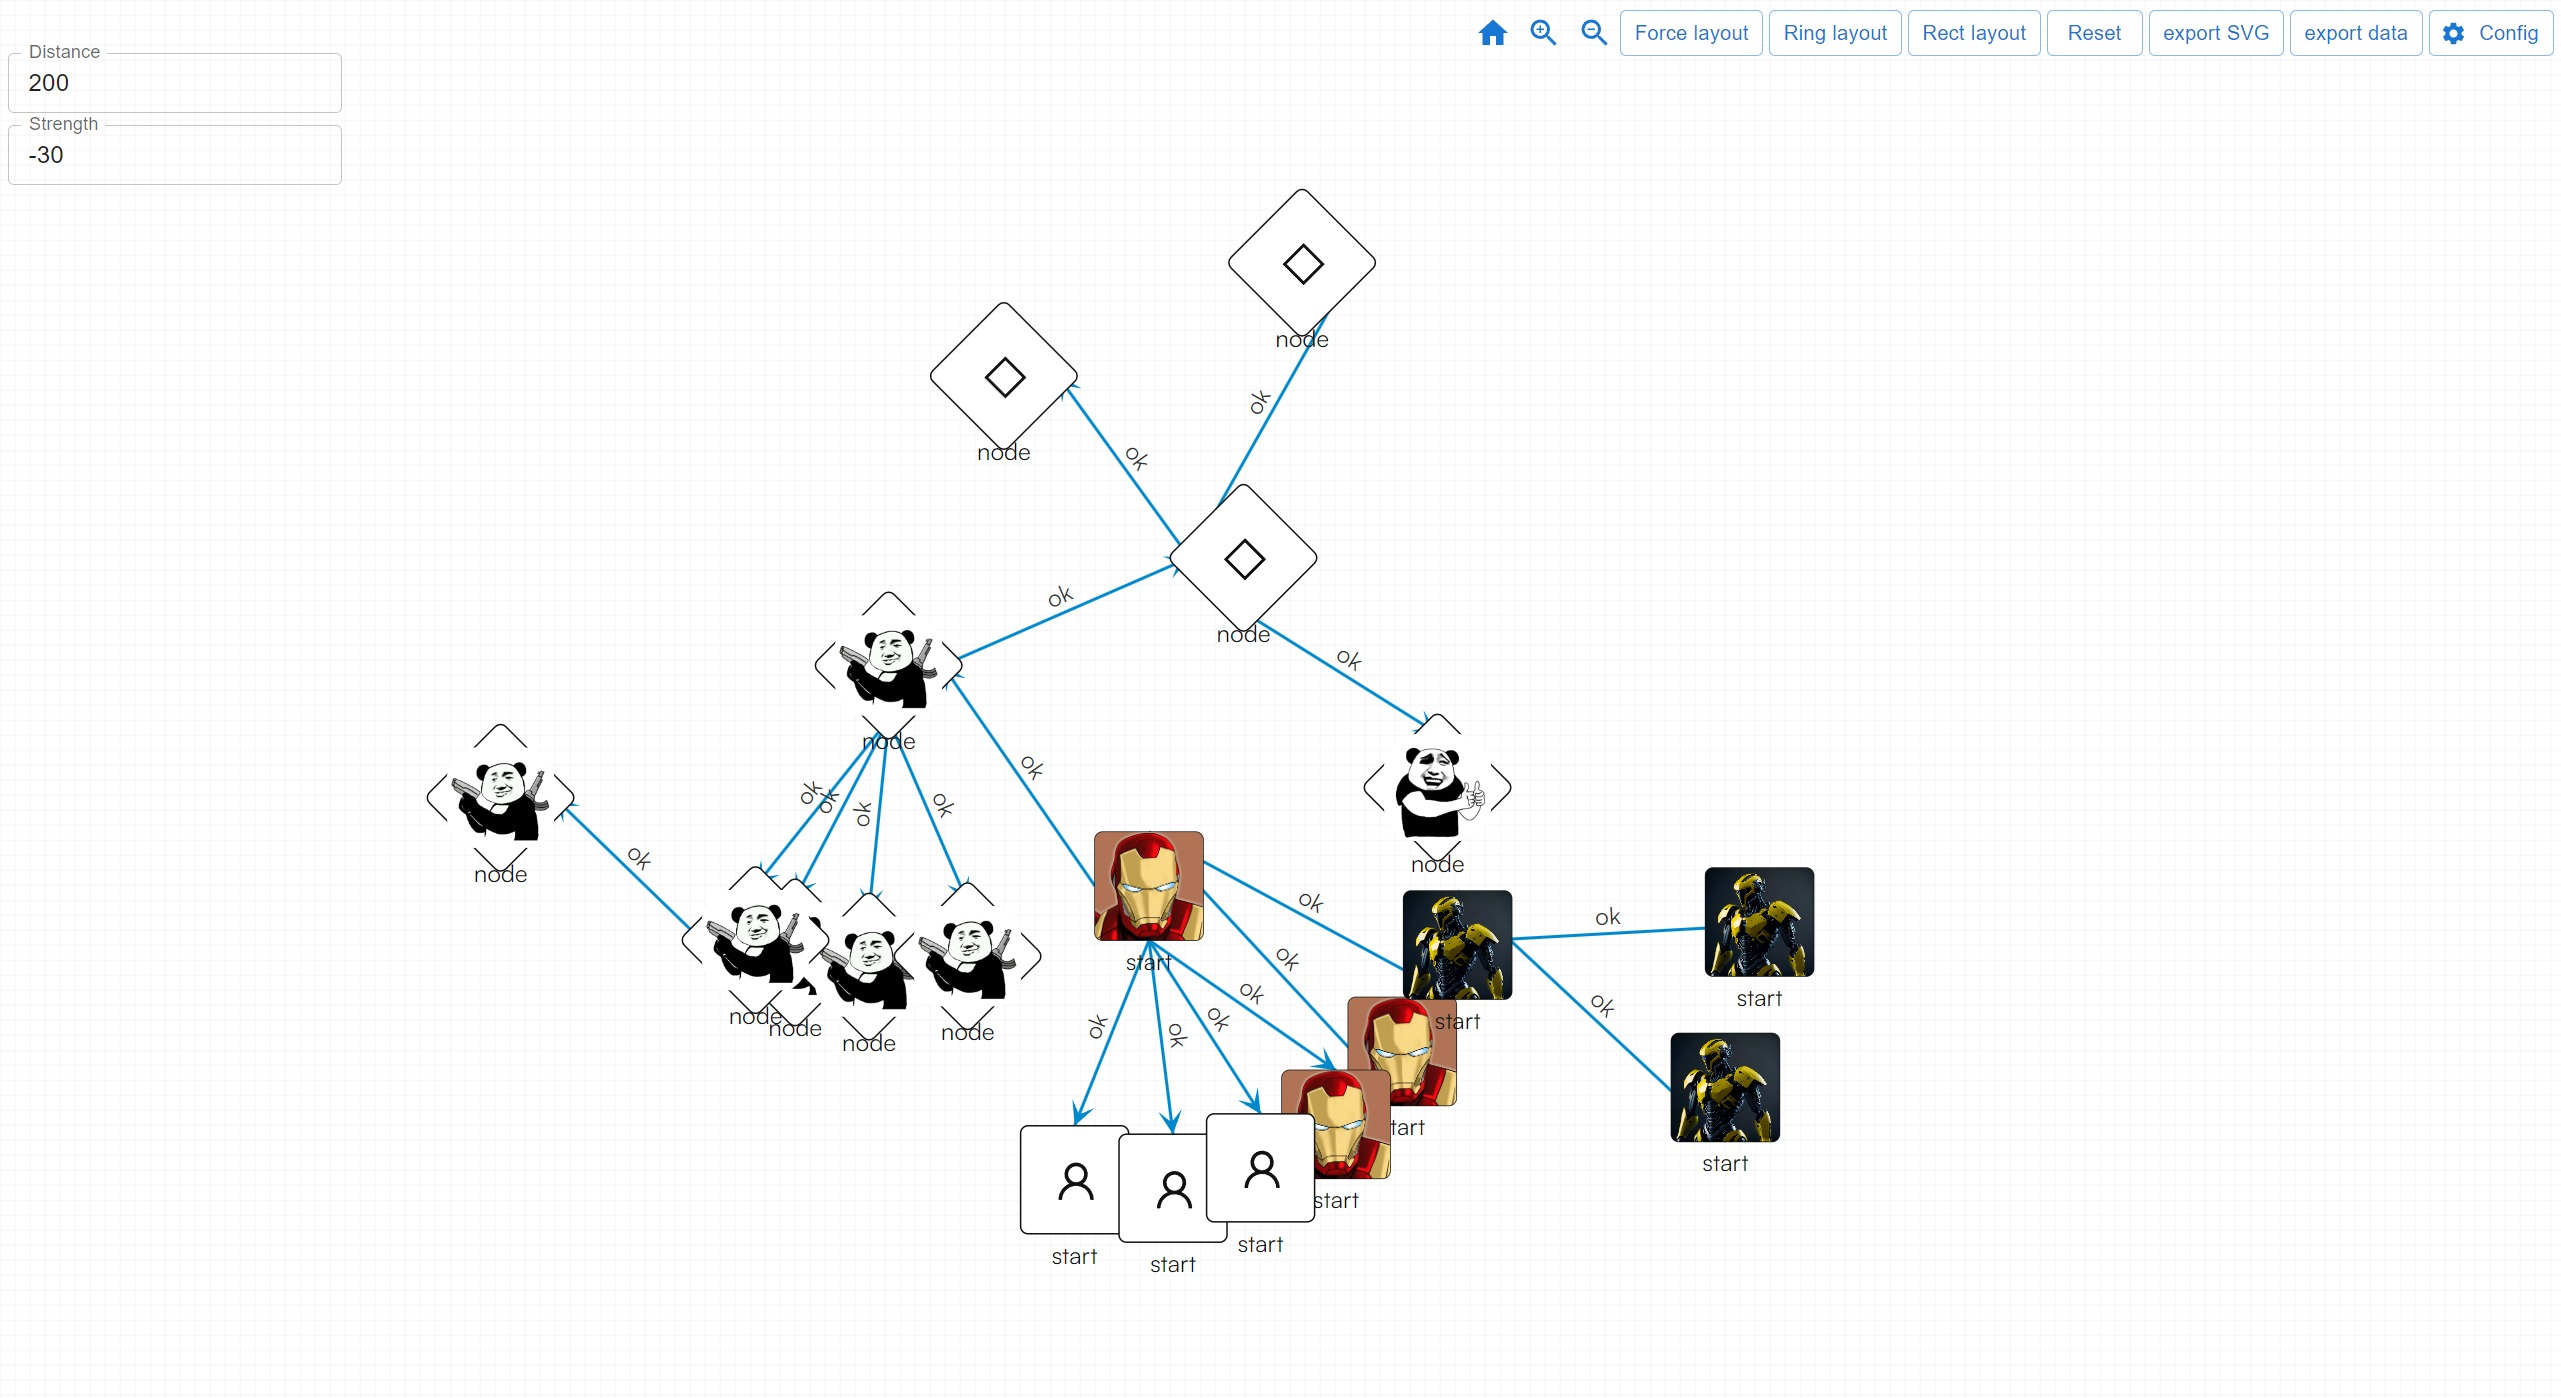 Force layout
Ring layout
Rect layout
Reset
export SVG
export data
Config
Distance
200
Strength
-30
node
node
ok
ok
ok
node
ok
node
ok
ok
ok
ok
ok
node
ok
node
ok
start
ok
ok
ok
ok
ok
ok
ok
ok
start
start
node
node
node
node
start
start
start
tart
start
start
start